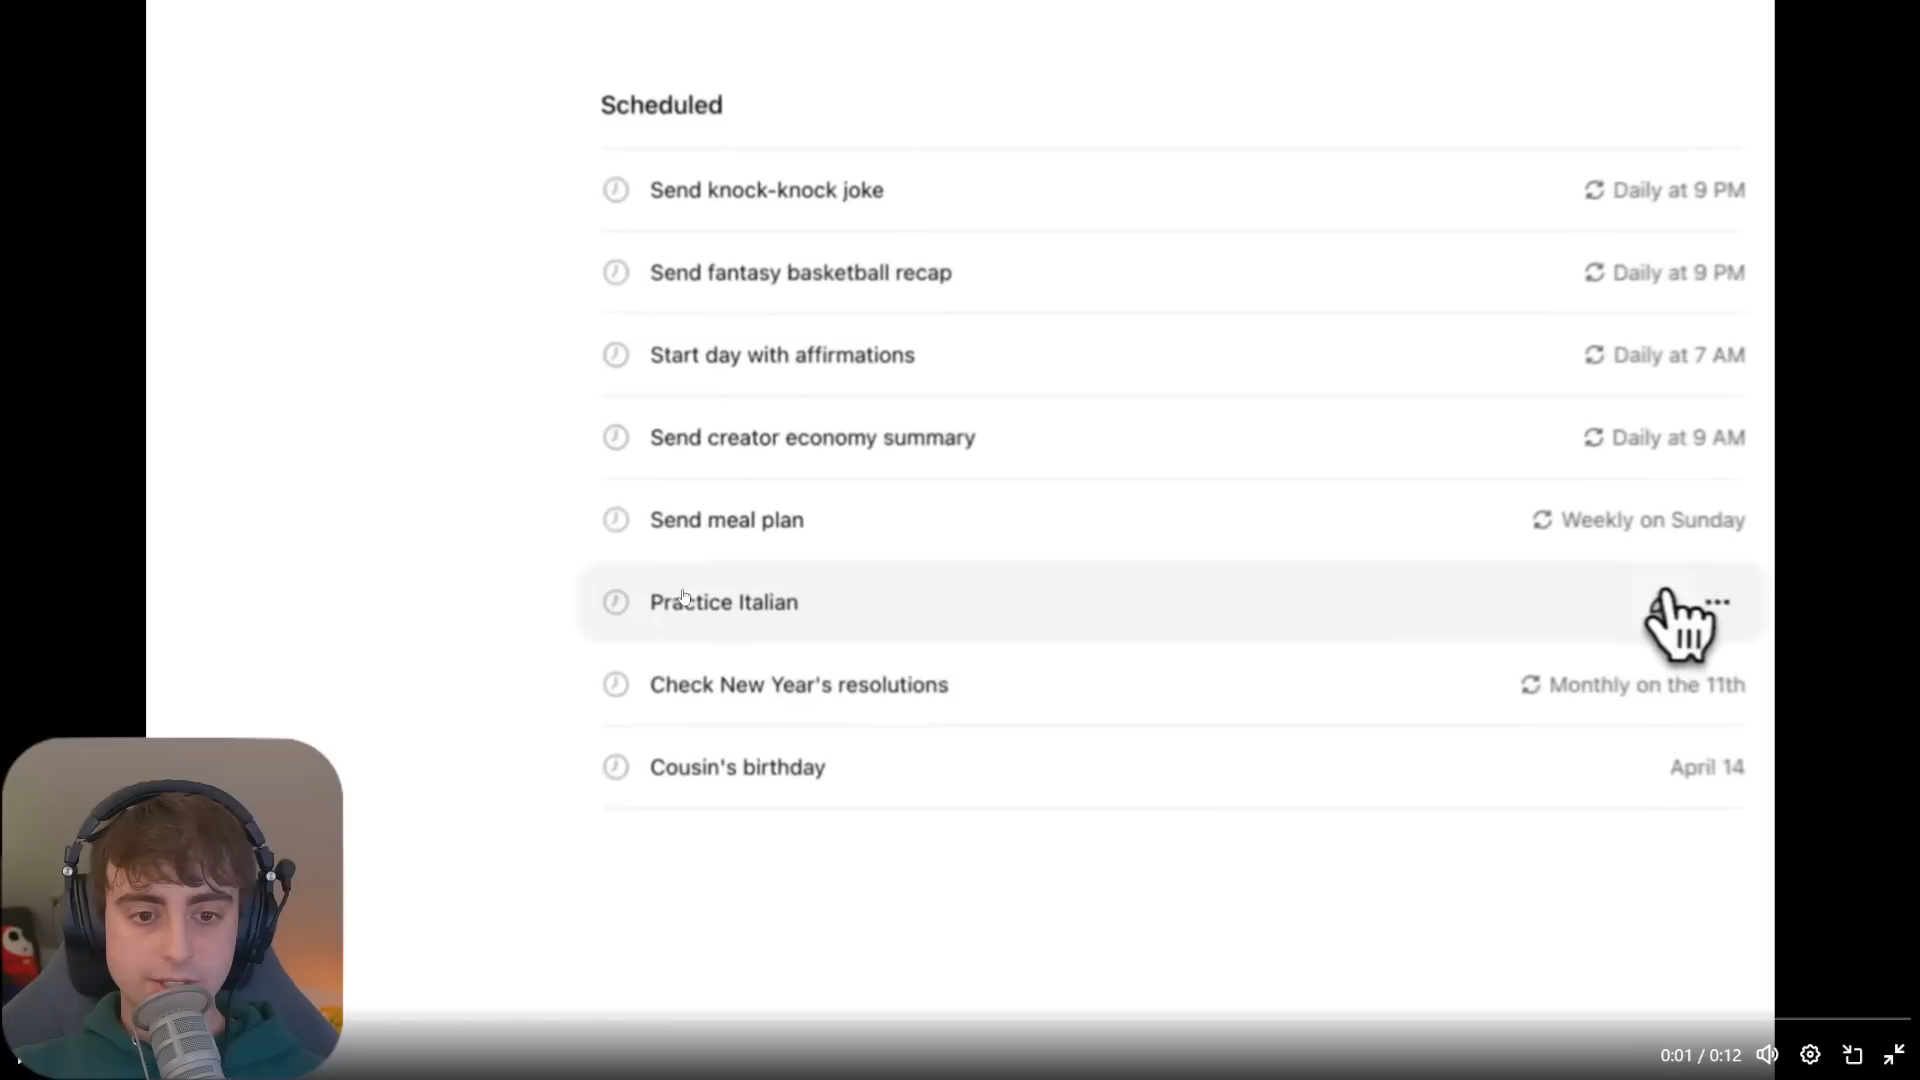 Scheduled
Send knock-knock joke Daily at 9 PM
Send fantasy basketball recap Daily at 9 PM
Start day with affirmations Daily at 7 AM
Send creator economy summary Daily at 9 AM
Send meal plan Weekly on Sunday
Practice Italian
Check New Year's resolutions Monthly on the 11th
Cousin's birthday April 14
0:01 / 0:12